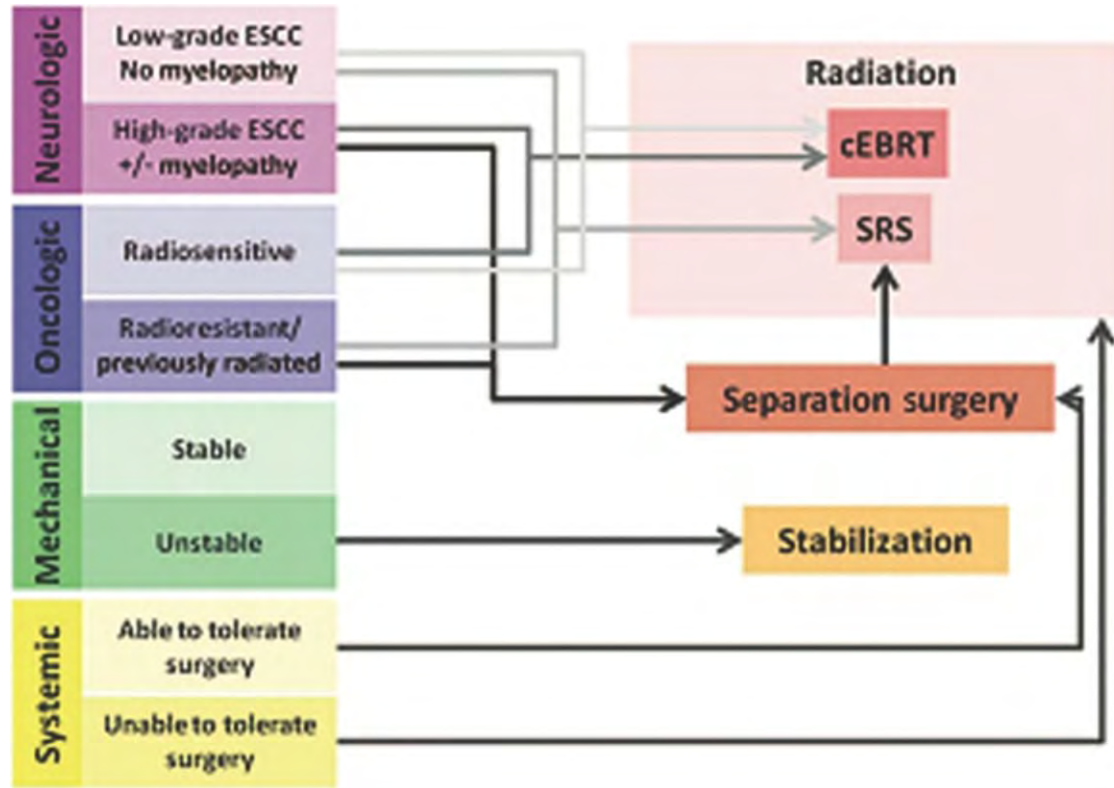 Neurologic
Low-grade ESCC
No myelopathy
High-grade ESCC
+/- myelopathy
Oncologic
Radiosensitive
Radioresistant/
previously radiated
Mechanical
Stable
Unstable
Systemic
Able to tolerate
surgery
Unable to tolerate
surgery
Radiation
cEBRT
SRS
Separation surgery
Stabilization